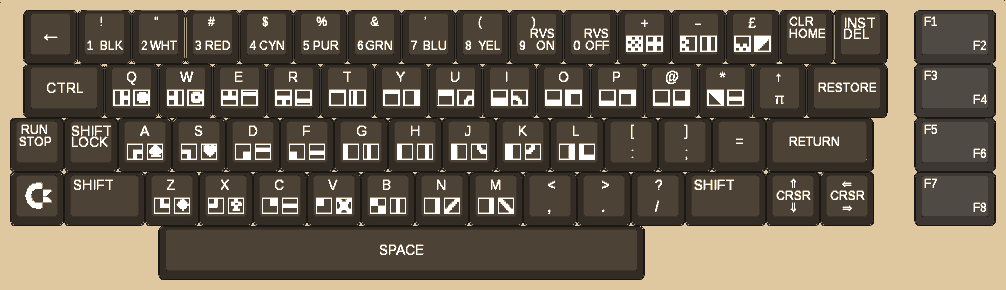 ← ! " # $ % & ' ( ) + − £ CLR HOME INST DEL F1
1 BLK 2 WHT 3 RED 4 CYN 5 PUR 6 GRN 7 BLU 8 YEL 9 RVS ON 0 RVS OFF F2
CTRL Q W E R T Y U I O P @ * ↑ π RESTORE F3
F4
RUN STOP SHIFT LOCK A S D F G H J K L [ : ] ; = RETURN F5
F6
SHIFT Z X C V B N M < , > . ? / SHIFT ⇑ CRSR ⇓ ⇐ CRSR ⇒ F7
F8
SPACE